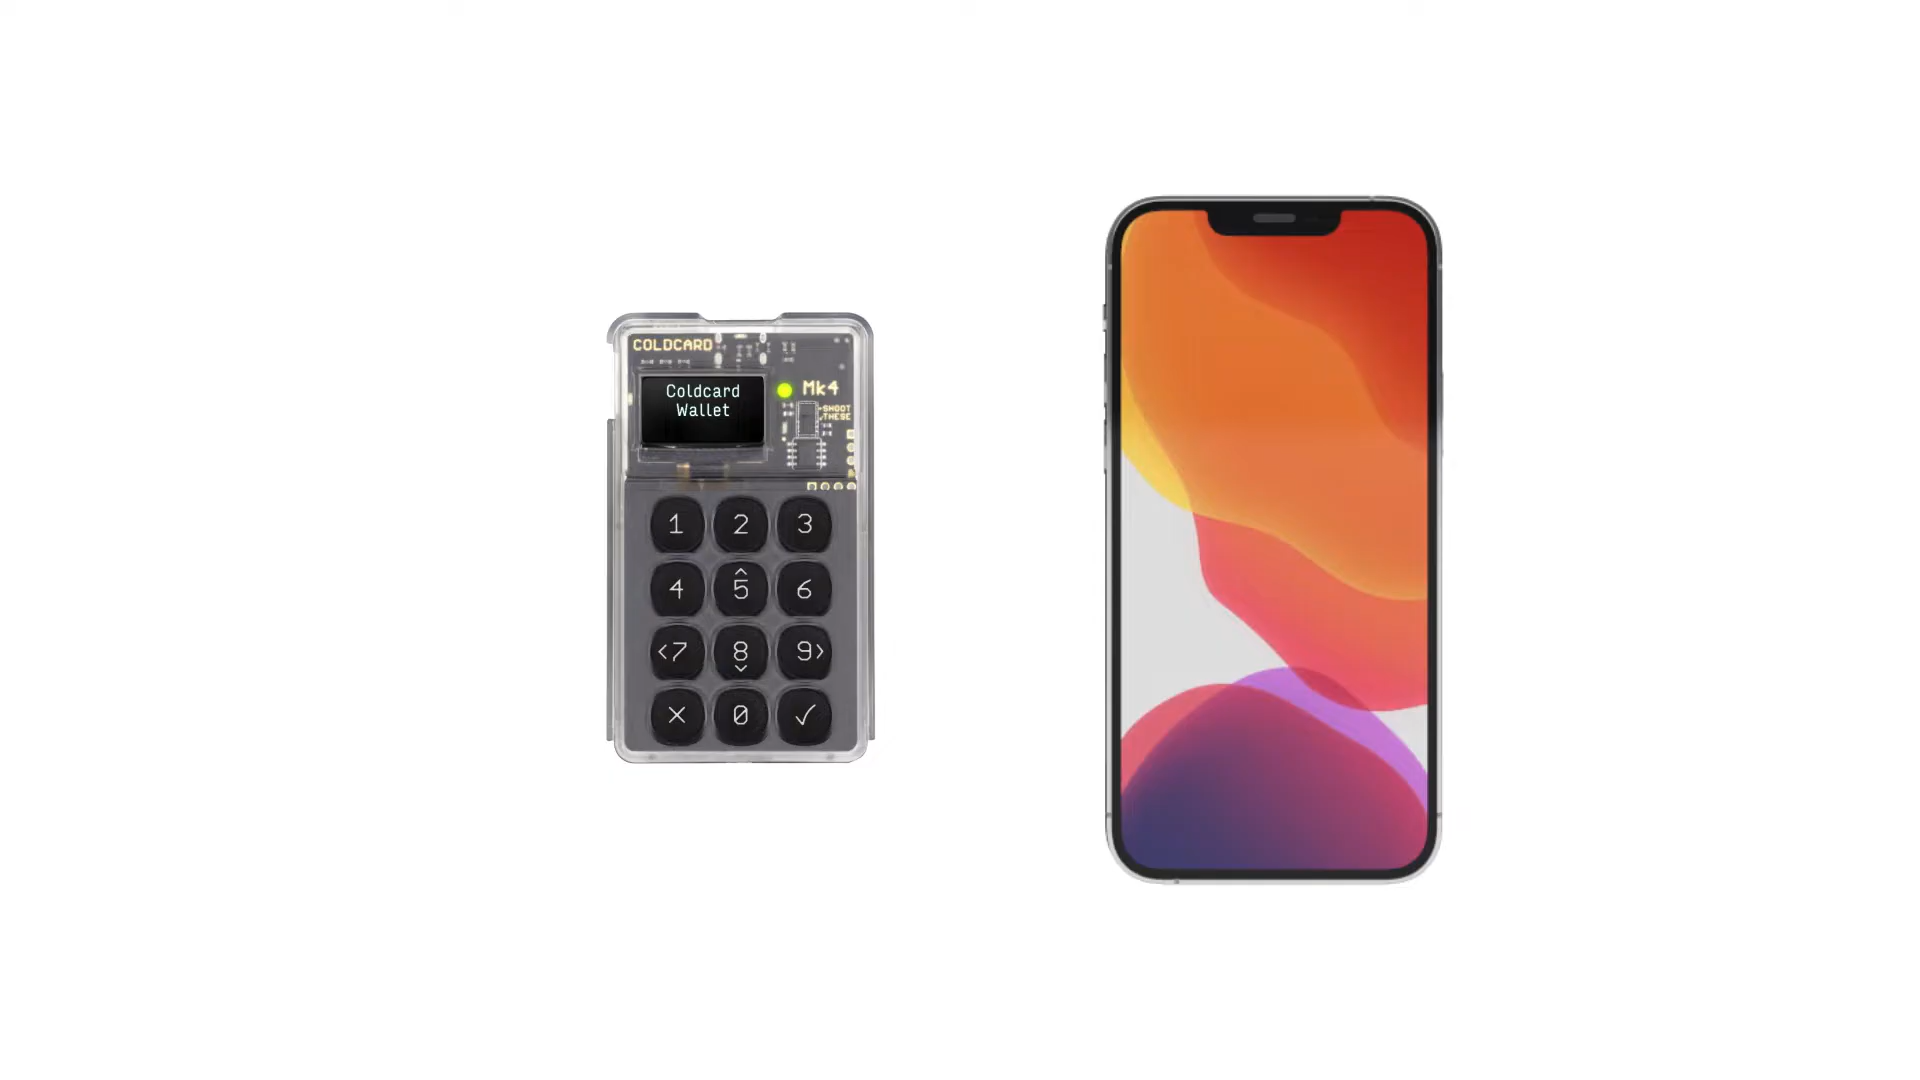 COLDCARD
Coldcard
Wallet
Mk4
SHOOT
THESE
1 2 3
4 5 6
<7 8 9>
0